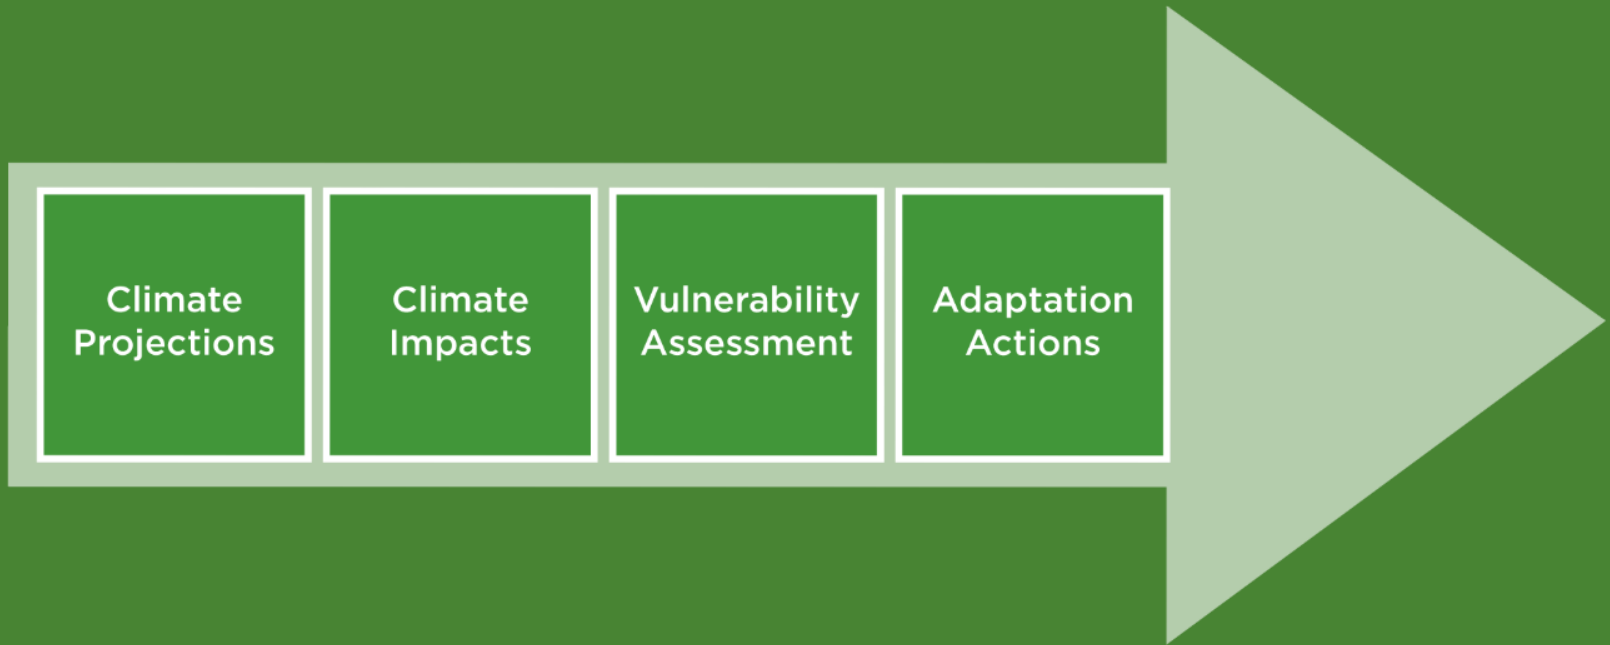 Climate
Projections
Climate
Impacts
Vulnerability
Assessment
Adaptation
Actions